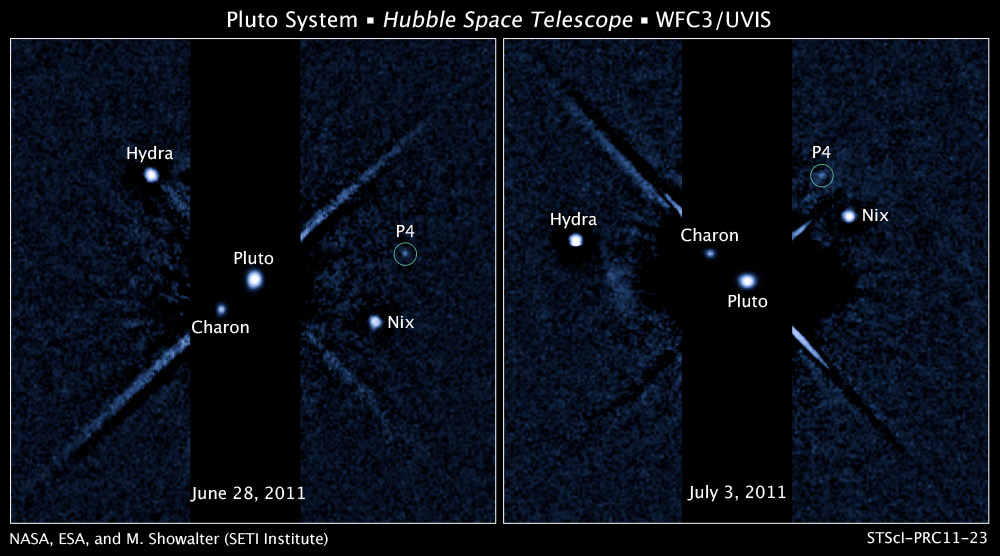 Pluto System ▪ Hubble Space Telescope ▪ WFC3/UVIS
Hydra
P4
Pluto
Charon
Nix
June 28, 2011
P4
Nix
Hydra
Charon
Pluto
July 3, 2011
NASA, ESA, and M. Showalter (SETI Institute)
STScI-PRC11-23